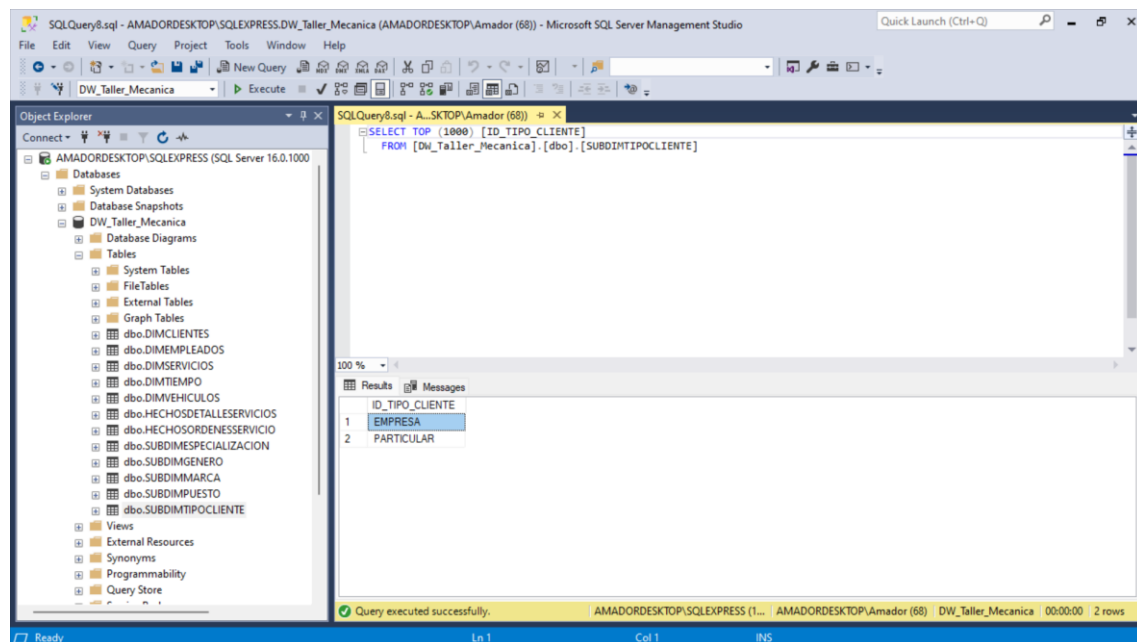 SQLQuery8.sql - AMADORDESKTOP\SQLEXPRESS.DW_Taller_Mecanica (AMADORDESKTOP\Amador (68)) - Microsoft SQL Server Management Studio
Quick Launch (Ctrl+Q)
File Edit View Query Project Tools Window Help
New Query
DW_Taller_Mecanica Execute
Object Explorer
Connect
AMADORDESKTOP\SQLEXPRESS (SQL Server 16.0.1000
Databases
System Databases
Database Snapshots
DW_Taller_Mecanica
Database Diagrams
Tables
System Tables
FileTables
External Tables
Graph Tables
dbo.DIMCLIENTES
dbo.DIMEMPLEADOS
dbo.DIMSERVICIOS
dbo.DIMTIEMPO
dbo.DIMVEHICULOS
dbo.HECHOSDETALLESERVICIOS
dbo.HECHOSORDENESSERVICIO
dbo.SUBDIMESPECIALIZACION
dbo.SUBDIMGENERO
dbo.SUBDIMMARCA
dbo.SUBDIMPUESTO
dbo.SUBDIMTIPOCLIENTE
Views
External Resources
Synonyms
Programmability
Query Store
SQLQuery8.sql - A...SKTOP\Amador (68))
SELECT TOP (1000) [ID_TIPO_CLIENTE]
FROM [DW_Taller_Mecanica].[dbo].[SUBDIMTIPOCLIENTE]
100 %
Results Messages
ID_TIPO_CLIENTE
1 EMPRESA
2 PARTICULAR
Query executed successfully.
AMADORDESKTOP\SQLEXPRESS (1... AMADORDESKTOP\Amador (68) DW_Taller_Mecanica 00:00:00 2 rows
Ready Ln 1 Col 1 INS